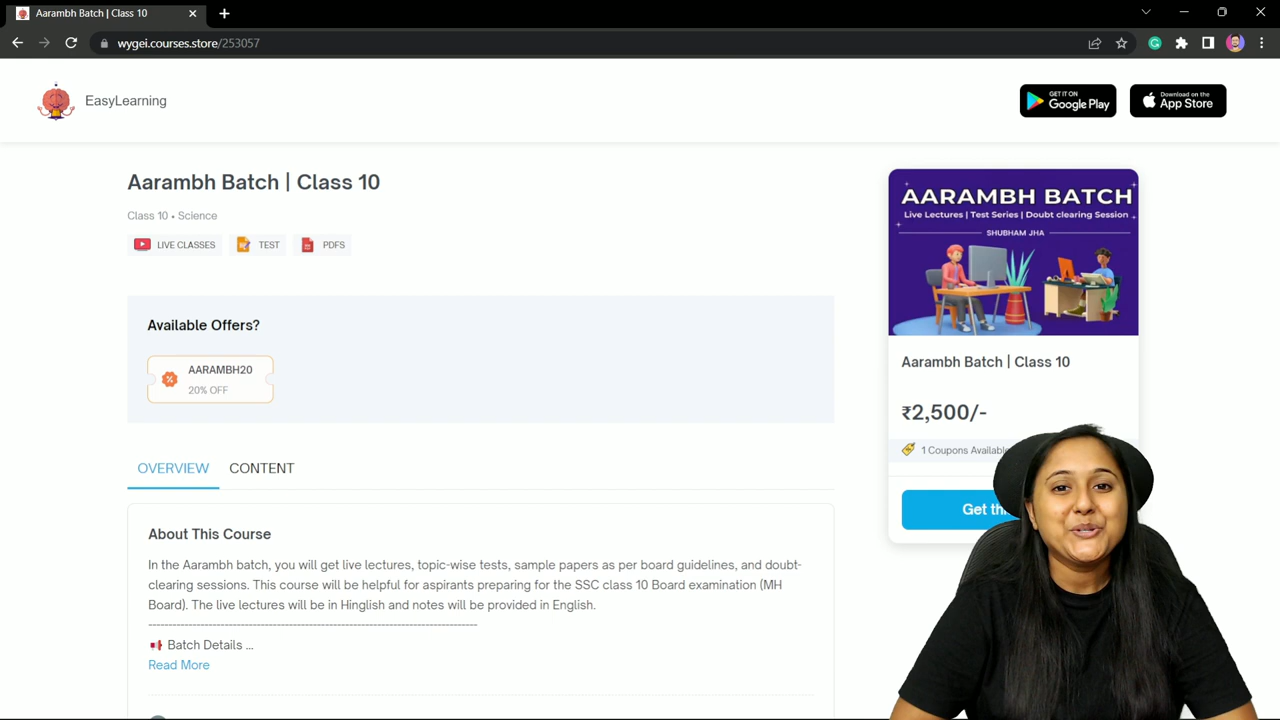 Aarambh Batch | Class 10
wygei.courses.store/253057
EasyLearning
GET IT ON
Google Play
Download on the
App Store
Aarambh Batch | Class 10
Class 10 • Science
LIVE CLASSES
TEST
PDFS
Available Offers?
AARAMBH20
20% OFF
OVERVIEW
CONTENT
About This Course
In the Aarambh batch, you will get live lectures, topic-wise tests, sample papers as per board guidelines, and doubt-
clearing sessions. This course will be helpful for aspirants preparing for the SSC class 10 Board examination (MH
Board). The live lectures will be in Hinglish and notes will be provided in English.
--------------------------------------------------------------------------------
Batch Details ...
Read More
AARAMBH BATCH
Live Lectures | Test Series | Doubt clearing Session
SHUBHAM JHA
Aarambh Batch | Class 10
₹2,500/-
1 Coupons Available
Get